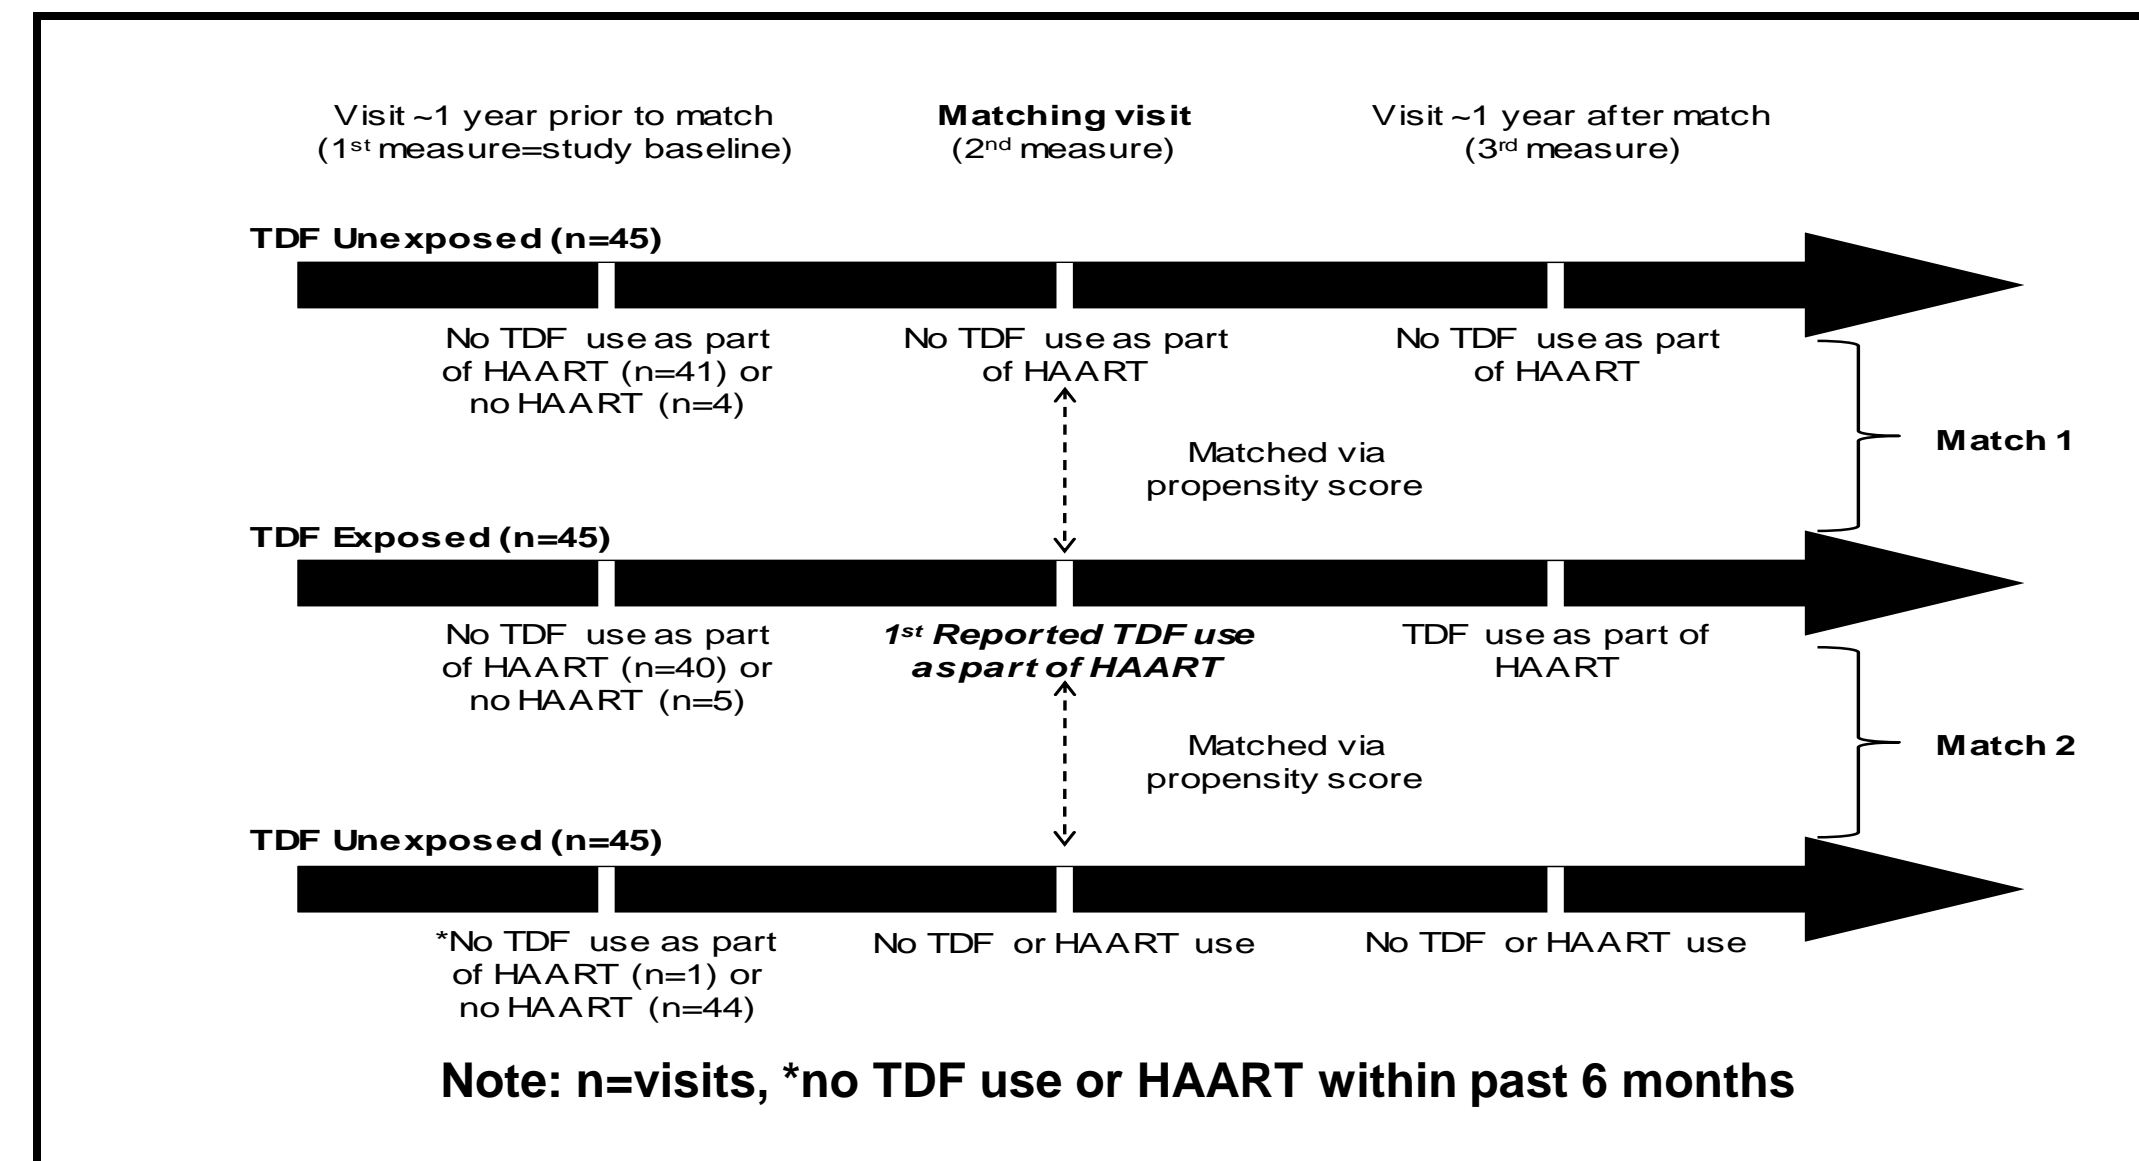 Visit ~1 year prior to match
(1st measure=study baseline)
Matching visit
(2nd measure)
Visit ~1 year after match
(3rd measure)
TDF Unexposed (n=45)
No TDF use as part
of HAART (n=41) or
no HAART (n=4)
No TDF use as part
of HAART
No TDF use as part
of HAART
Matched via
propensity score
Match 1
TDF Exposed (n=45)
No TDF use as part
of HAART (n=40) or
no HAART (n=5)
1st Reported TDF use
as part of HAART
TDF use as part of
HAART
Matched via
propensity score
Match 2
TDF Unexposed (n=45)
*No TDF use as part
of HAART (n=1) or
no HAART (n=44)
No TDF or HAART use
No TDF or HAART use
Note: n=visits, *no TDF use or HAART within past 6 months